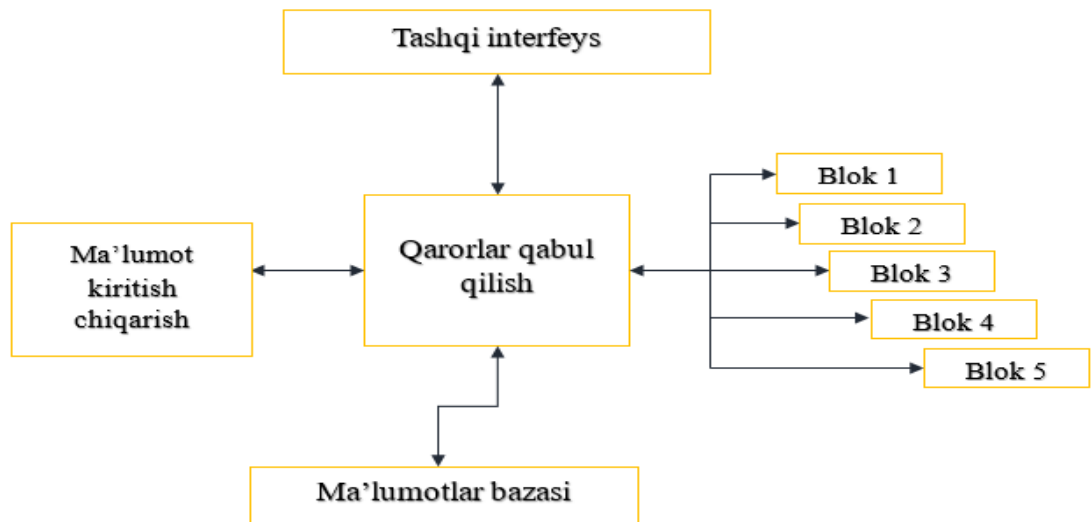 Tashqi interfeys
Ma’lumot
kiritish
chiqarish
Qarorlar qabul
qilish
Blok 1
Blok 2
Blok 3
Blok 4
Blok 5
Ma’lumotlar bazasi